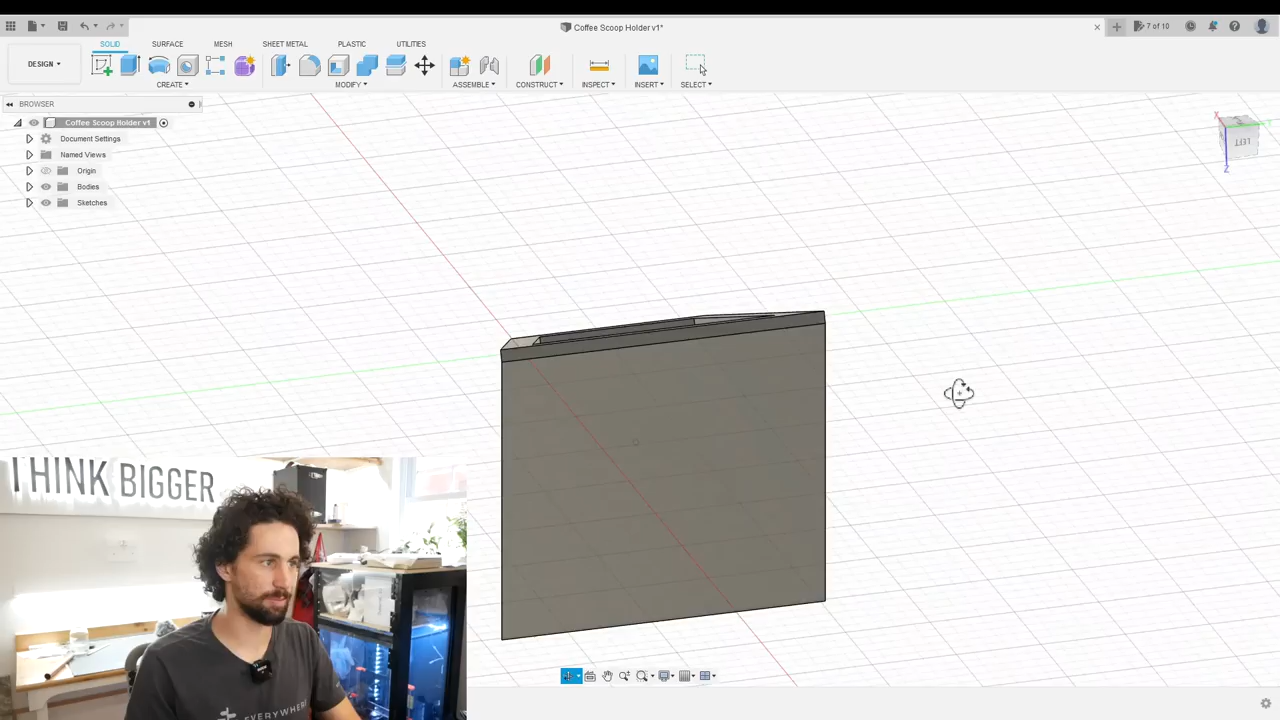 Coffee Scoop Holder v1*
7 of 10
DESIGN
SOLID
SURFACE
MESH
SHEET METAL
PLASTIC
UTILITIES
CREATE
MODIFY
ASSEMBLE
CONSTRUCT
INSPECT
INSERT
SELECT
BROWSER
Coffee Scoop Holder v1
Document Settings
Named Views
Origin
Bodies
Sketches
X
LEFT
Z
THINK BIGGER
EVERYWHERE